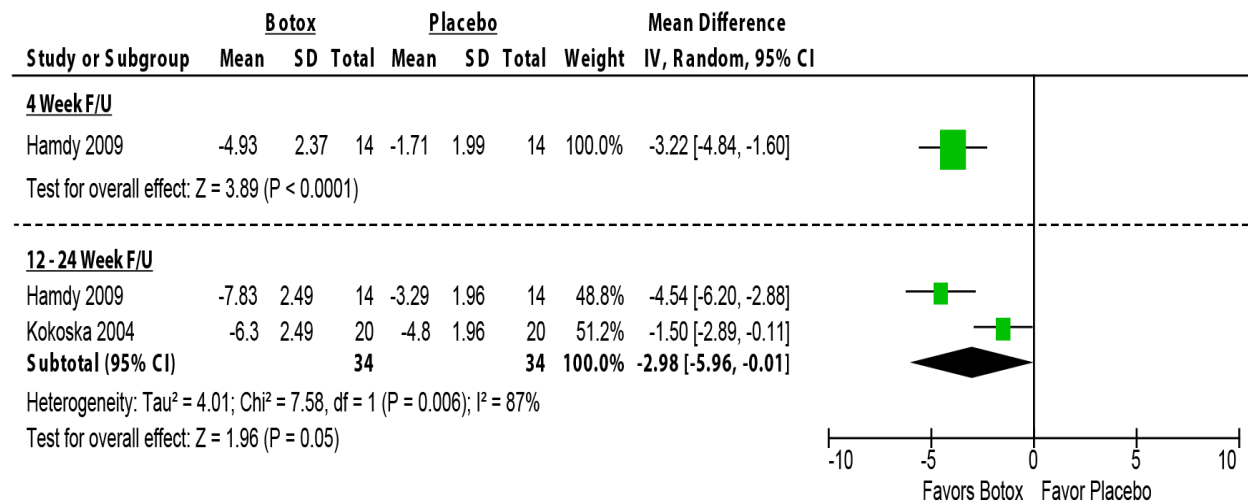 Botox Placebo Mean Difference
Study or Subgroup Mean SD Total Mean SD Total Weight IV, Random, 95% CI
4 Week F/U
Hamdy 2009 -4.93 2.37 14 -1.71 1.99 14 100.0% -3.22 [-4.84, -1.60]
Test for overall effect: Z = 3.89 (P < 0.0001)
12 - 24 Week F/U
Hamdy 2009 -7.83 2.49 14 -3.29 1.96 14 48.8% -4.54 [-6.20, -2.88]
Kokoska 2004 -6.3 2.49 20 -4.8 1.96 20 51.2% -1.50 [-2.89, -0.11]
Subtotal (95% CI) 34 34 100.0% -2.98 [-5.96, -0.01]
Heterogeneity: Tau² = 4.01; Chi² = 7.58, df = 1 (P = 0.006); I² = 87%
Test for overall effect: Z = 1.96 (P = 0.05)
-10 -5 0 5 10
Favors Botox Favor Placebo